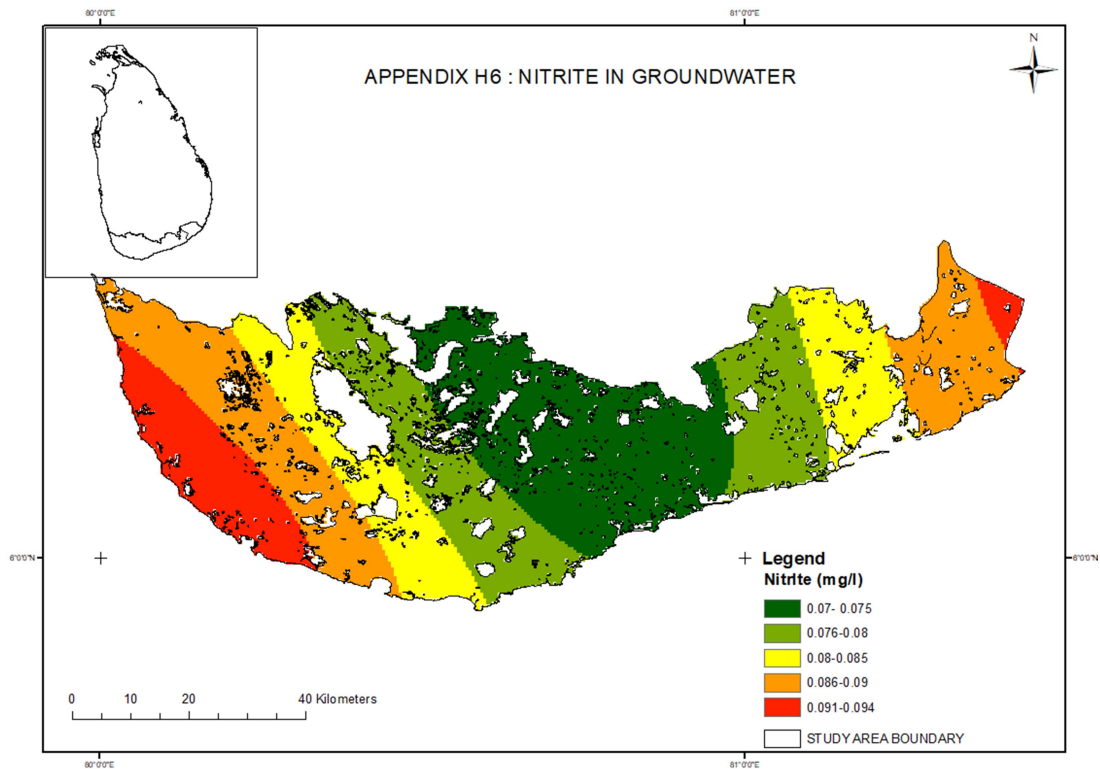 80°0'0"E 81°0'0"E
N
APPENDIX H6 : NITRITE IN GROUNDWATER
6°0'0"N 6°0'0"N
Legend
Nitrite (mg/l)
0.07- 0.075
0.076-0.08
0.08-0.085
0.086-0.09
0.091-0.094
STUDY AREA BOUNDARY
0 10 20 40 Kilometers
80°0'0"E 81°0'0"E